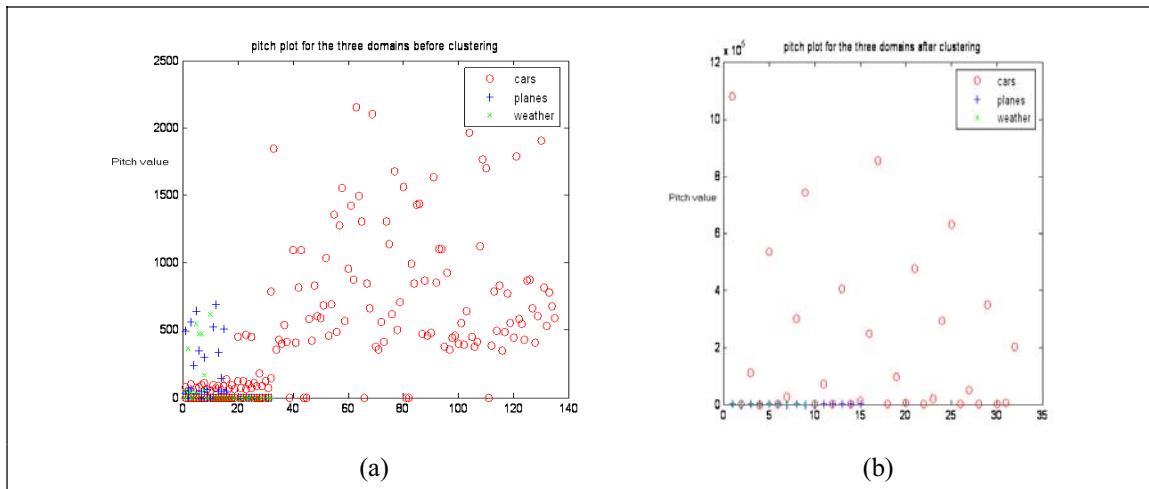 pitch plot for the three domains before clustering
2500
2000
1500
1000
500
0
Pitch value
cars
planes
weather
0 20 40 60 80 100 120 140
(a)
pitch plot for the three domains after clustering
x 10^5
12
10
8
6
4
2
0
Pitch value
cars
planes
weather
0 5 10 15 20 25 30 35
(b)